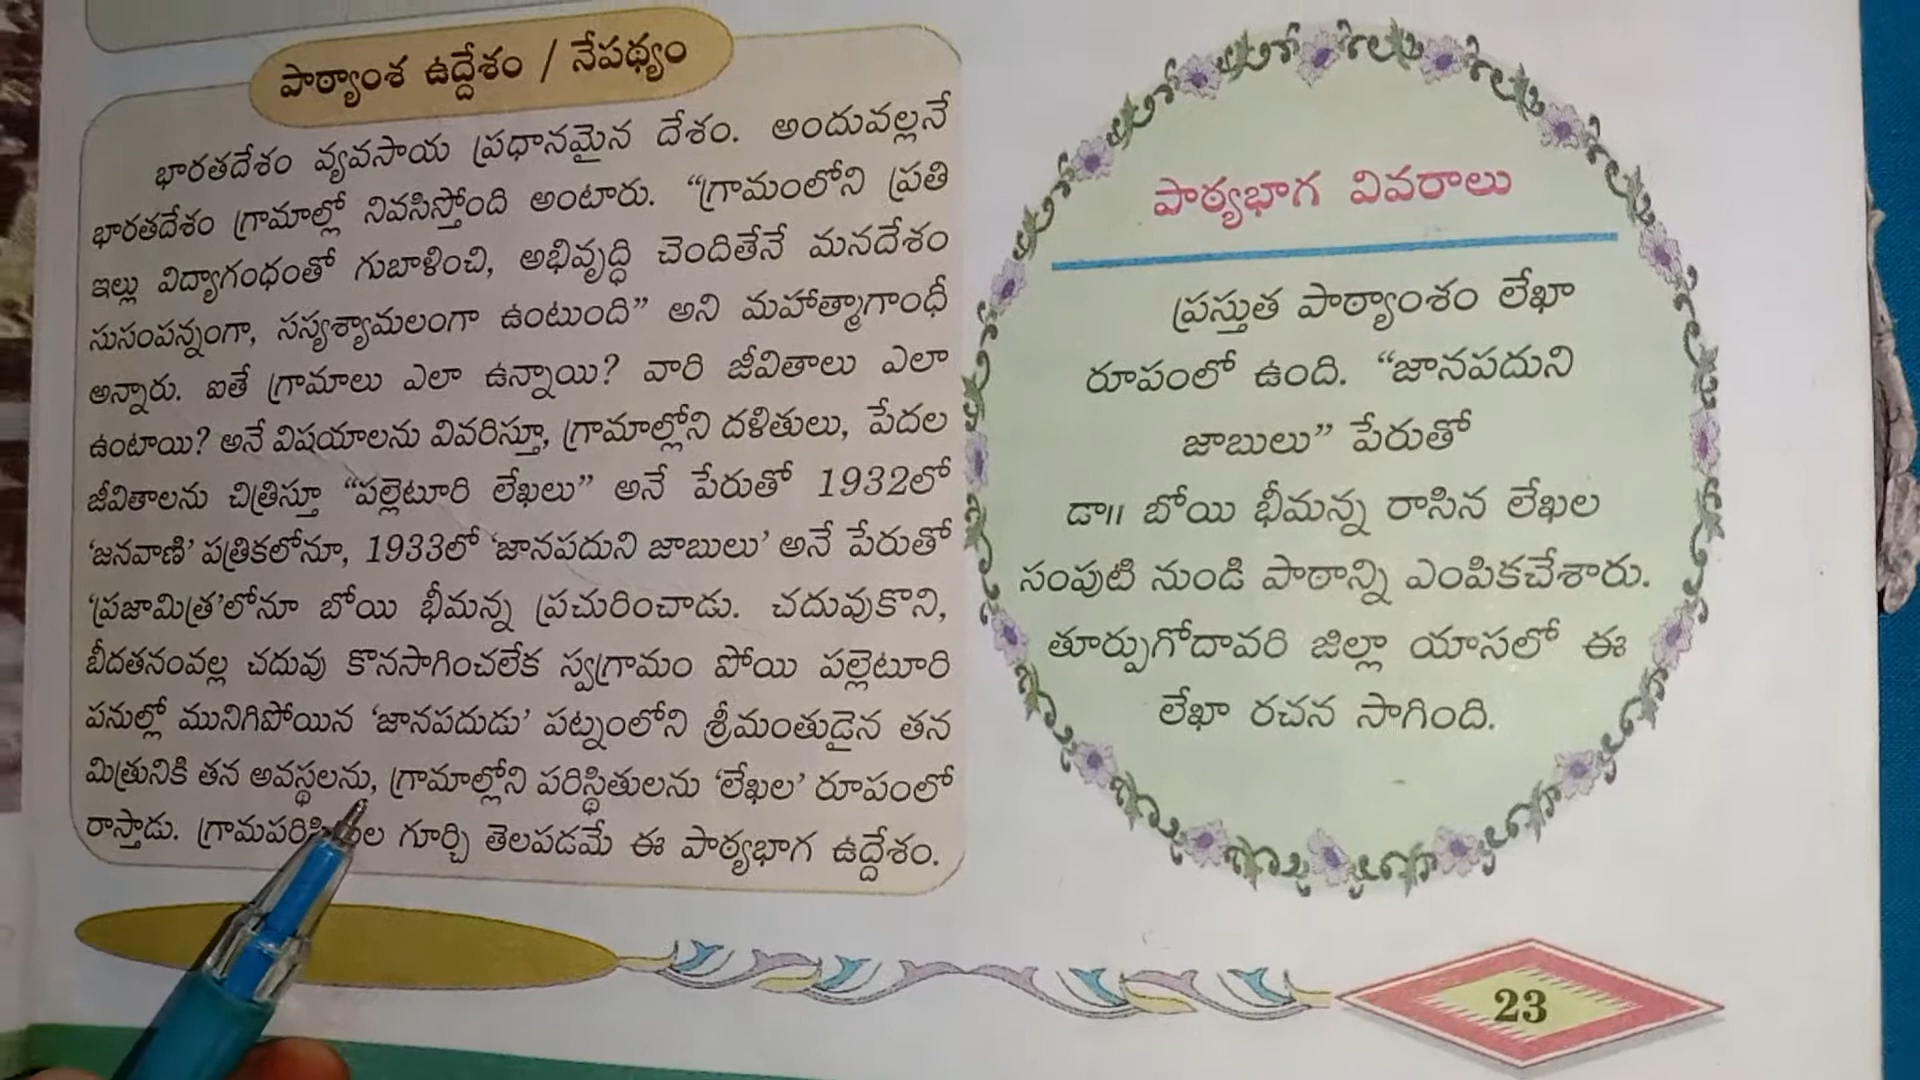 పాఠ్యాంశ ఉద్దేశం / నేపథ్యం
భారతదేశం వ్యవసాయ ప్రధానమైన దేశం. అందువల్లనే
భారతదేశం గ్రామాల్లో నివసిస్తోంది అంటారు. “గ్రామంలోని ప్రతి
ఇల్లు విద్యాగంధంతో గుబాళించి, అభివృద్ధి చెందితేనే మనదేశం
సుసంపన్నంగా, సస్యశ్యామలంగా ఉంటుంది” అని మహాత్మాగాంధీ
అన్నారు. ఐతే గ్రామాలు ఎలా ఉన్నాయి? వారి జీవితాలు ఎలా
ఉంటాయి? అనే విషయాలను వివరిస్తూ, గ్రామాల్లోని దళితులు, పేదల
జీవితాలను చిత్రిస్తూ “పల్లెటూరి లేఖలు” అనే పేరుతో 1932లో
‘జనవాణి’ పత్రికలోనూ, 1933లో ‘జానపదుని జాబులు’ అనే పేరుతో
‘ప్రజామిత్ర’లోనూ బోయి భీమన్న ప్రచురించాడు. చదువుకొని,
బీదతనంవల్ల చదువు కొనసాగించలేక స్వగ్రామం పోయి పల్లెటూరి
పనుల్లో మునిగిపోయిన ‘జానపదుడు’ పట్నంలోని శ్రీమంతుడైన తన
మిత్రునికి తన అవస్థలను, గ్రామాల్లోని పరిస్థితులను ‘లేఖల’ రూపంలో
రాస్తాడు. గూర్చి తెలపడమే ఈ పాఠ్యభాగ ఉద్దేశం.
పాఠ్యభాగ వివరాలు
ప్రస్తుత పాఠ్యాంశం లేఖా
రూపంలో ఉంది. “జానపదుని
జాబులు” పేరుతో
డా॥ బోయి భీమన్న రాసిన లేఖల
సంపుటి నుండి పాఠాన్ని ఎంపికచేశారు.
తూర్పుగోదావరి జిల్లా యాసలో ఈ
లేఖా రచన సాగింది.
23